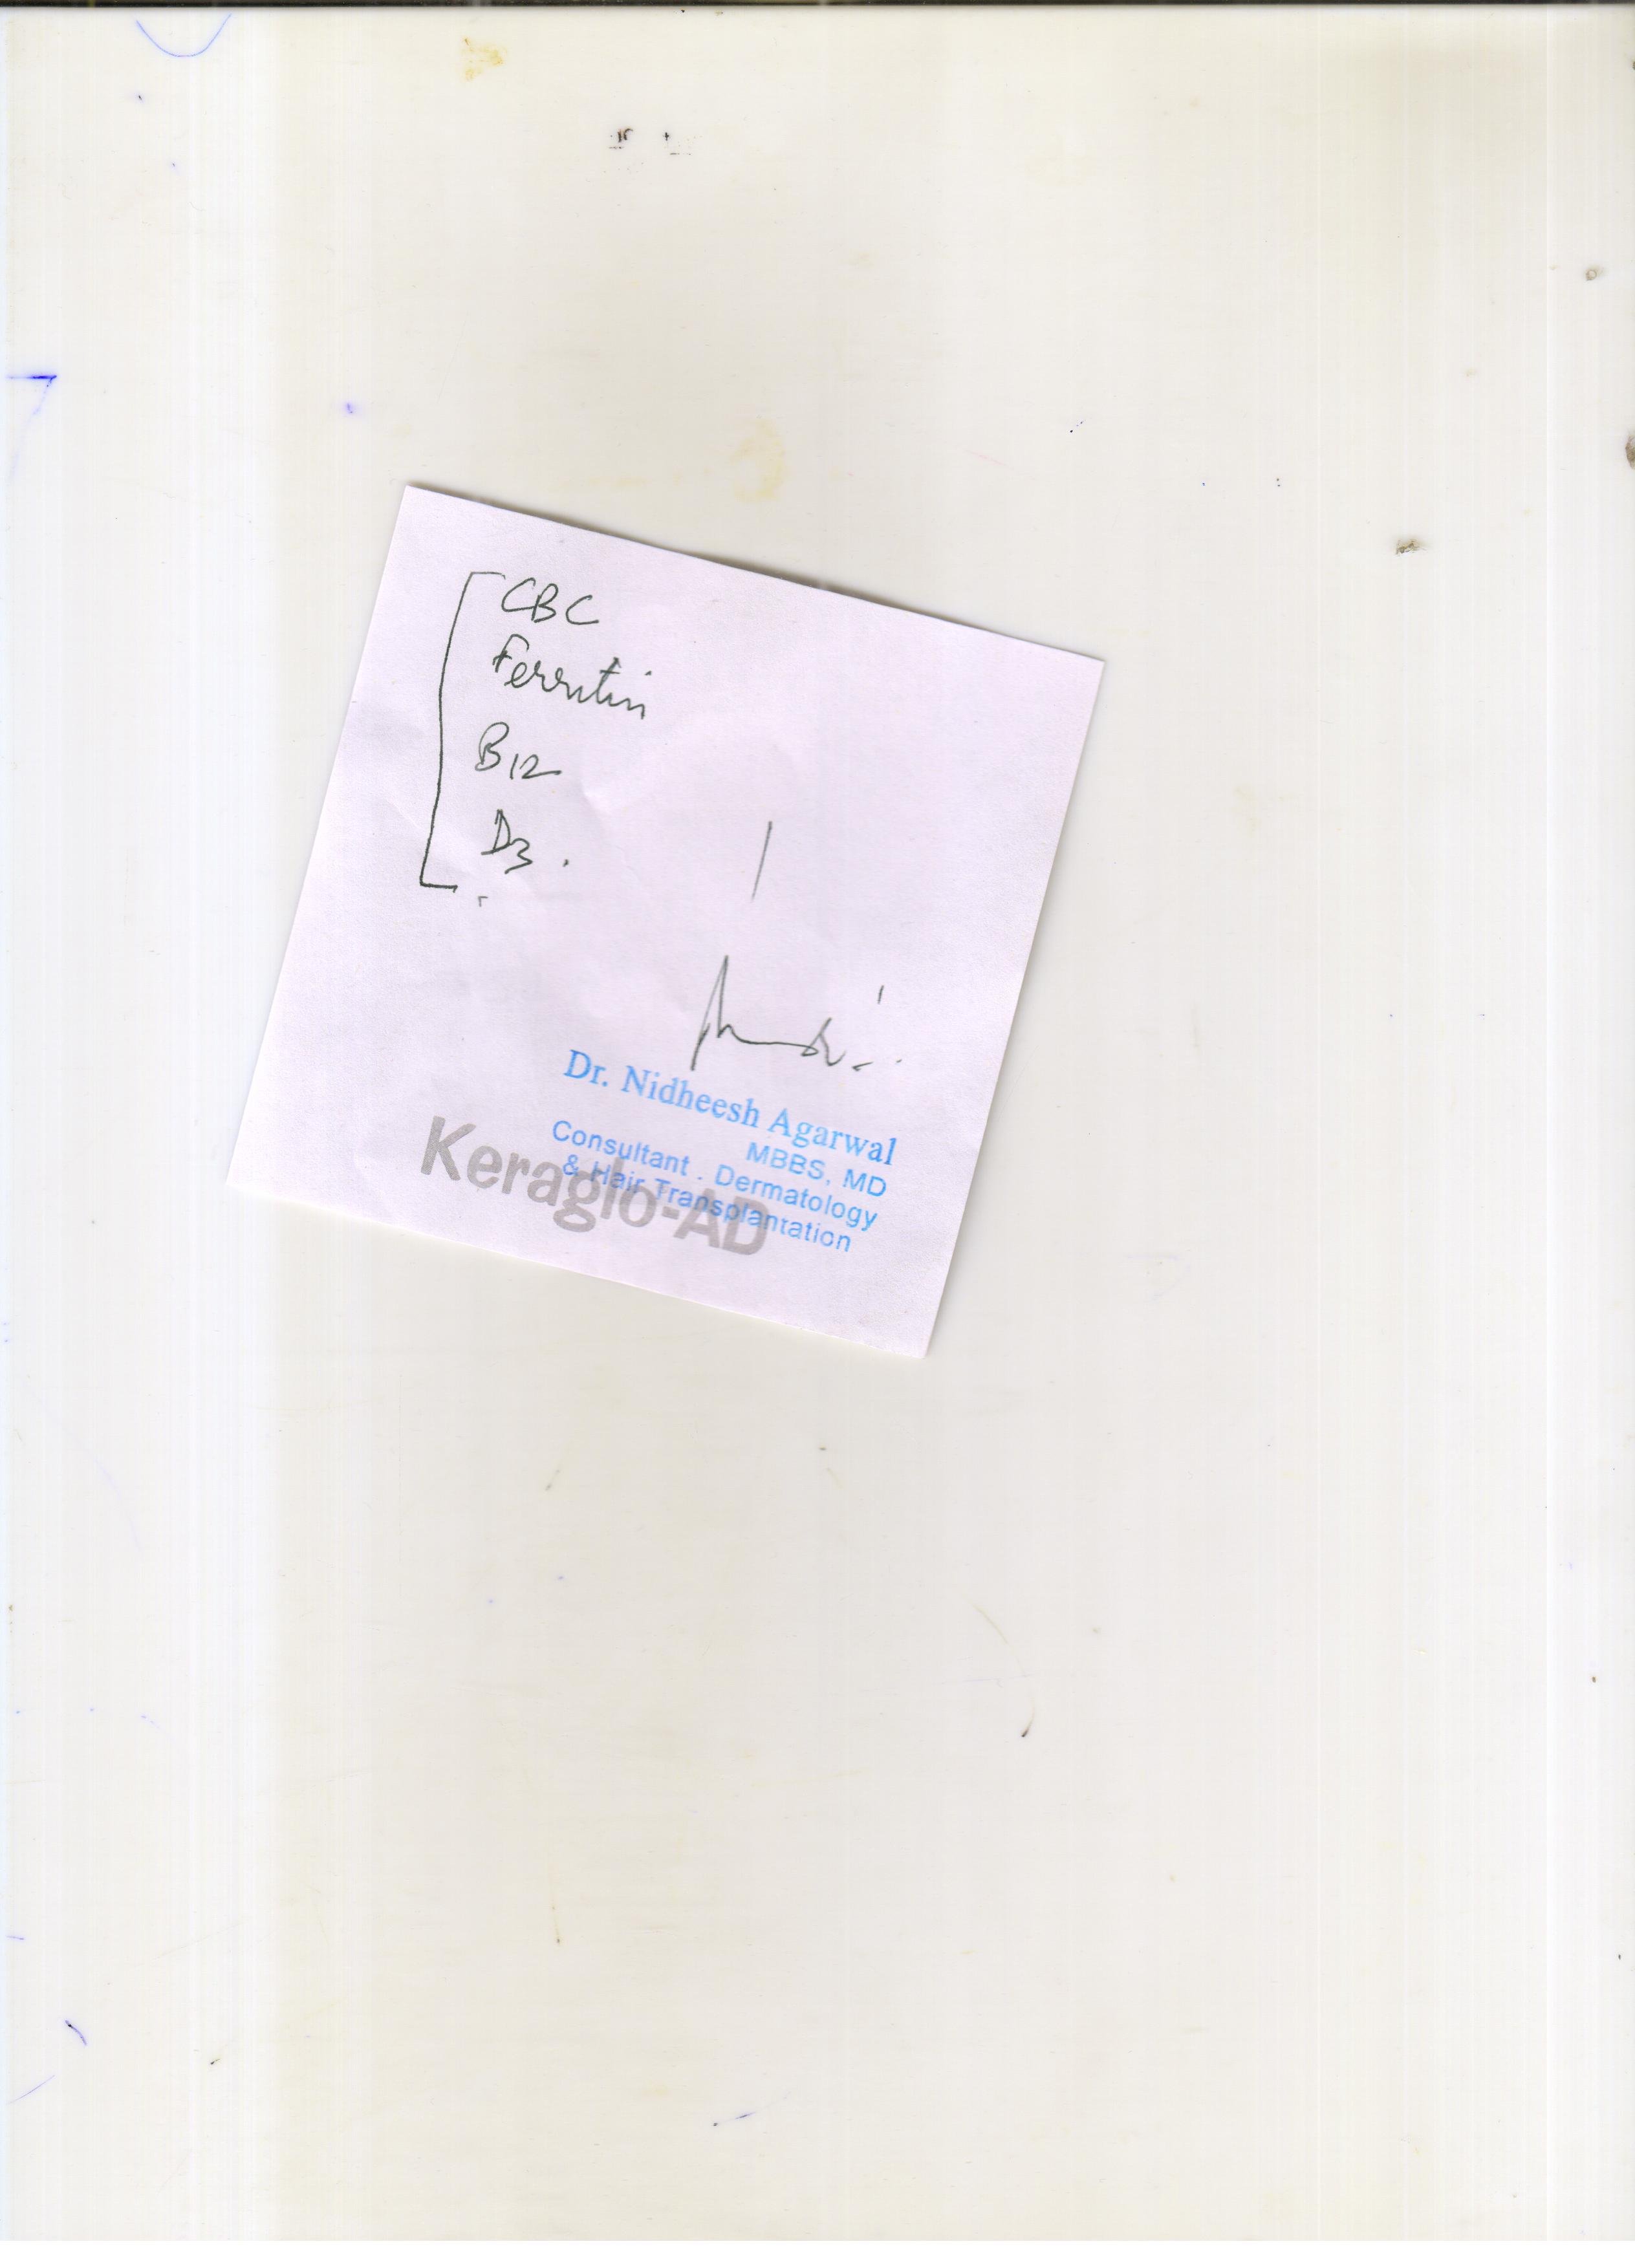 CBC
Ferritin
B12
D3.
Dr. Nidheesh Agarwal
MBBS, MD
Consultant . Dermatology
& Hair Transplantation
Keraglo-AD